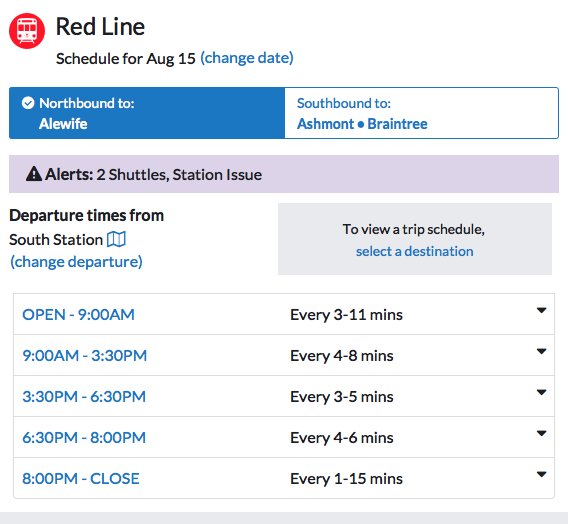 Red Line
Schedule for Aug 15 (change date)
Northbound to:
Alewife
Southbound to:
Ashmont • Braintree
Alerts: 2 Shuttles, Station Issue
Departure times from
South Station
(change departure)
To view a trip schedule,
select a destination
OPEN - 9:00AM Every 3-11 mins
9:00AM - 3:30PM Every 4-8 mins
3:30PM - 6:30PM Every 3-5 mins
6:30PM - 8:00PM Every 4-6 mins
8:00PM - CLOSE Every 1-15 mins